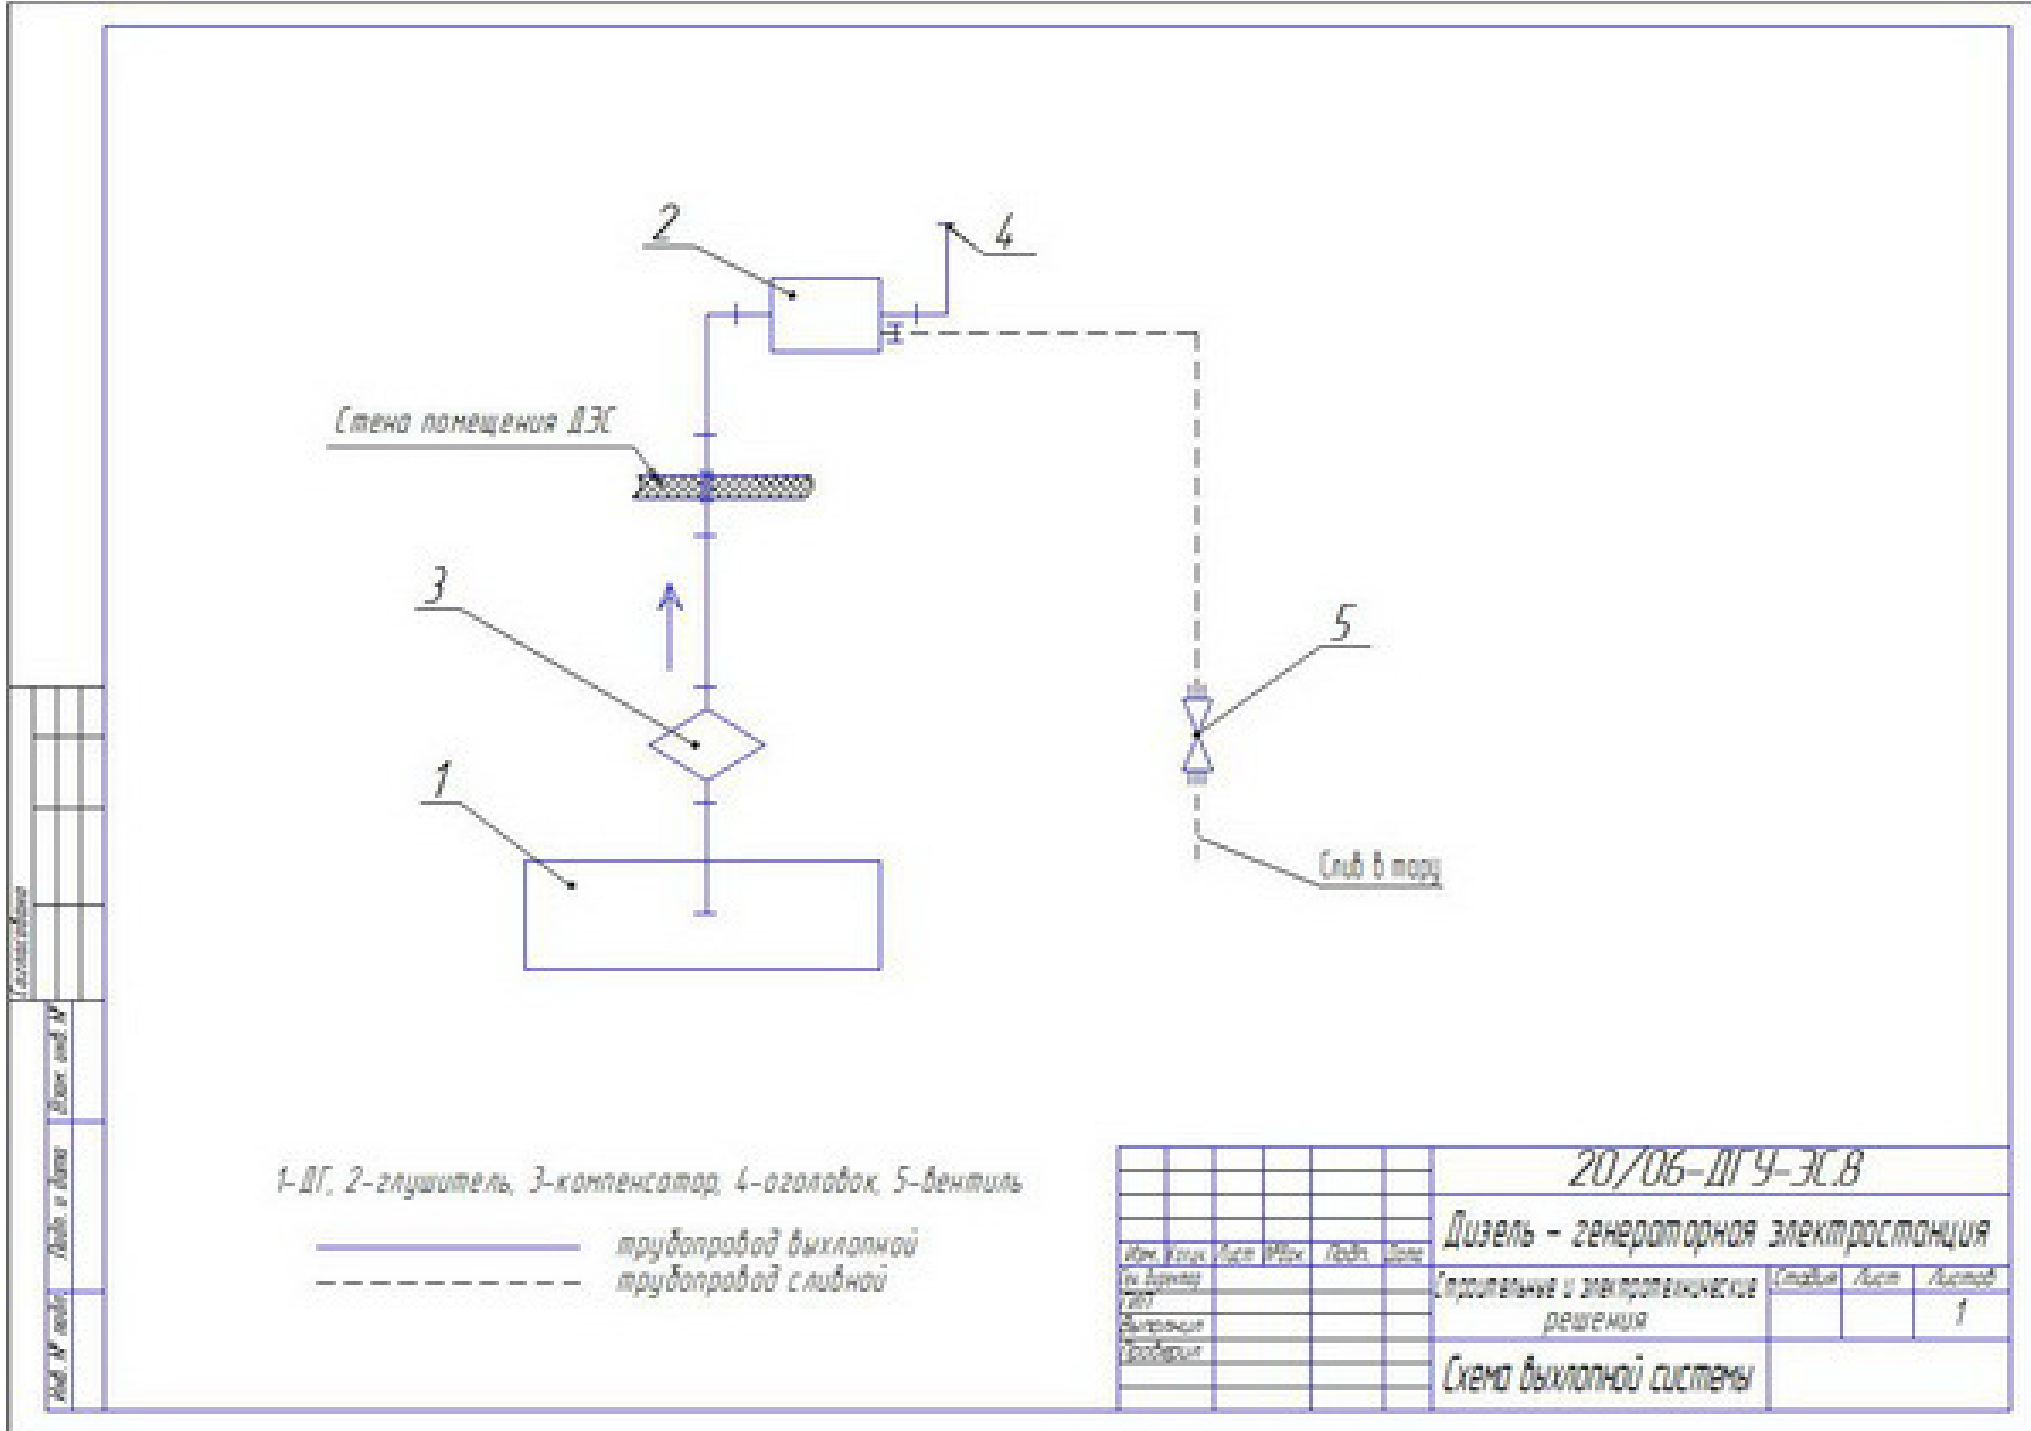 2
4
Стена помещения ДЭС
3
5
1
Слив в тару
Согласовано
Взам. инв. №
Подп. и дата
Инв. № подл.
1-ДГ, 2-глушитель, 3-компенсатор, 4-оголовок, 5-вентиль
трубопровод выхлопной
трубопровод сливной
20/06-ДГУ-ЭС.В
Дизель - генераторная электростанция
Изм. Кол.уч. Лист №док. Подп. Дата
ГИП
Выполнил
Проверил
Строительные и электротехнические
решения
Стадия Лист Листов
1
Схема выхлопной системы